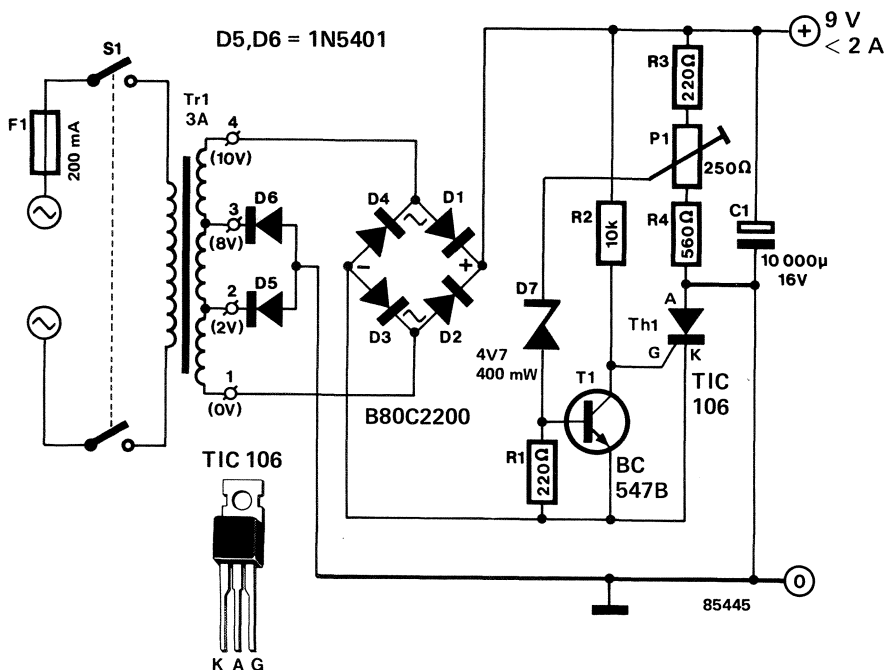 D5,D6 = 1N5401
S1
F1
200 mA
Tr1
3A
4
(10V)
3
(8V)
2
(2V)
1
(0V)
D6
D5
D4
D1
D3
D2
−
+
B80C2200
D7
4V7
400 mW
R1
220Ω
T1
BC
547B
R2
10k
R3
220Ω
P1
250Ω
R4
560Ω
C1
10 000µ
16V
A
Th1
G
K
TIC
106
+
9 V
< 2 A
0
85445
TIC 106
K A G